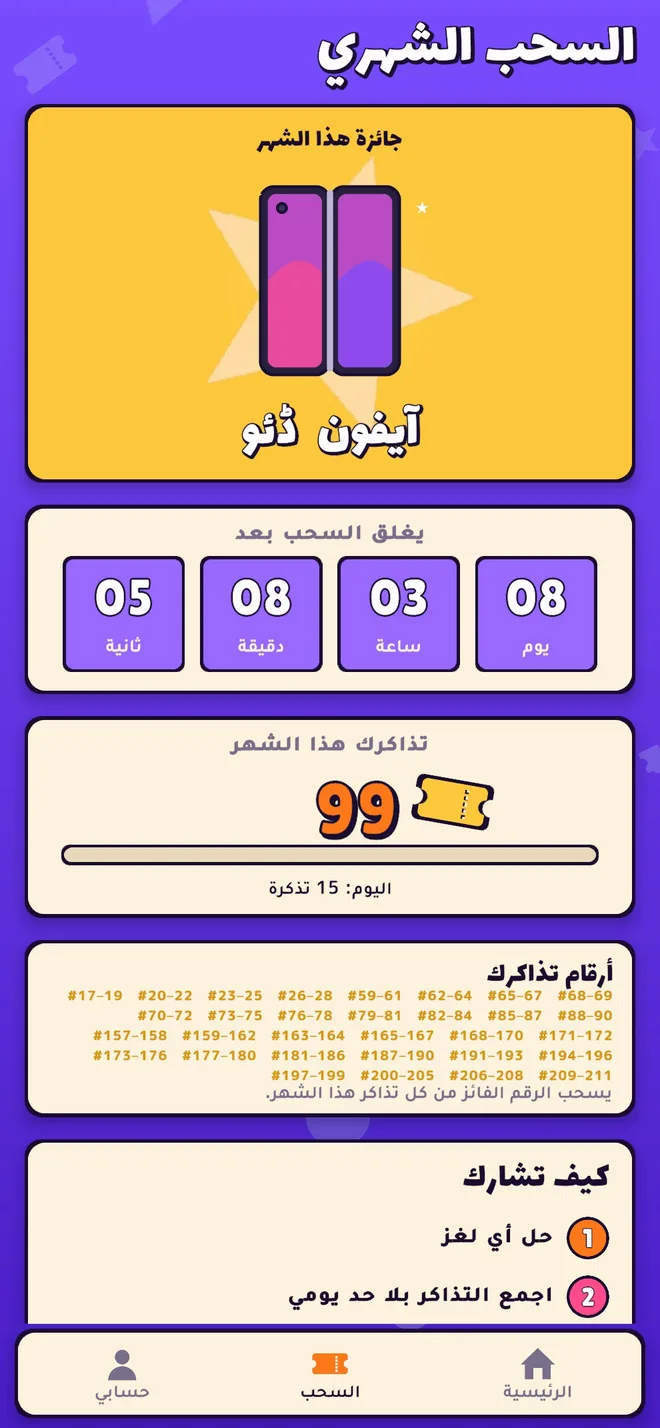 السحب الشهري
جائزة هذا الشهر
آيفون ڈئو
يغلق السحب بعد
08 03 08 05
يوم ساعة دقيقة ثانية
تذاكرك هذا الشهر
99
اليوم: 15 تذكرة
أرقام تذاكرك
#17–19 #20–22 #23–25 #26–28 #59–61 #62–64 #65–67 #68–69
#70–72 #73–75 #76–78 #79–81 #82–84 #85–87 #88–90
#157–158 #159–162 #163–164 #165–167 #168–170 #171–172
#173–176 #177–180 #181–186 #187–190 #191–193 #194–196
#197–199 #200–205 #206–208 #209–211
يسحب الرقم الفائز من كل تذاكر هذا الشهر.
كيف تشارك
1 حل أي لغز
2 اجمع التذاكر بلا حد يومي
الرئيسية السحب حسابي